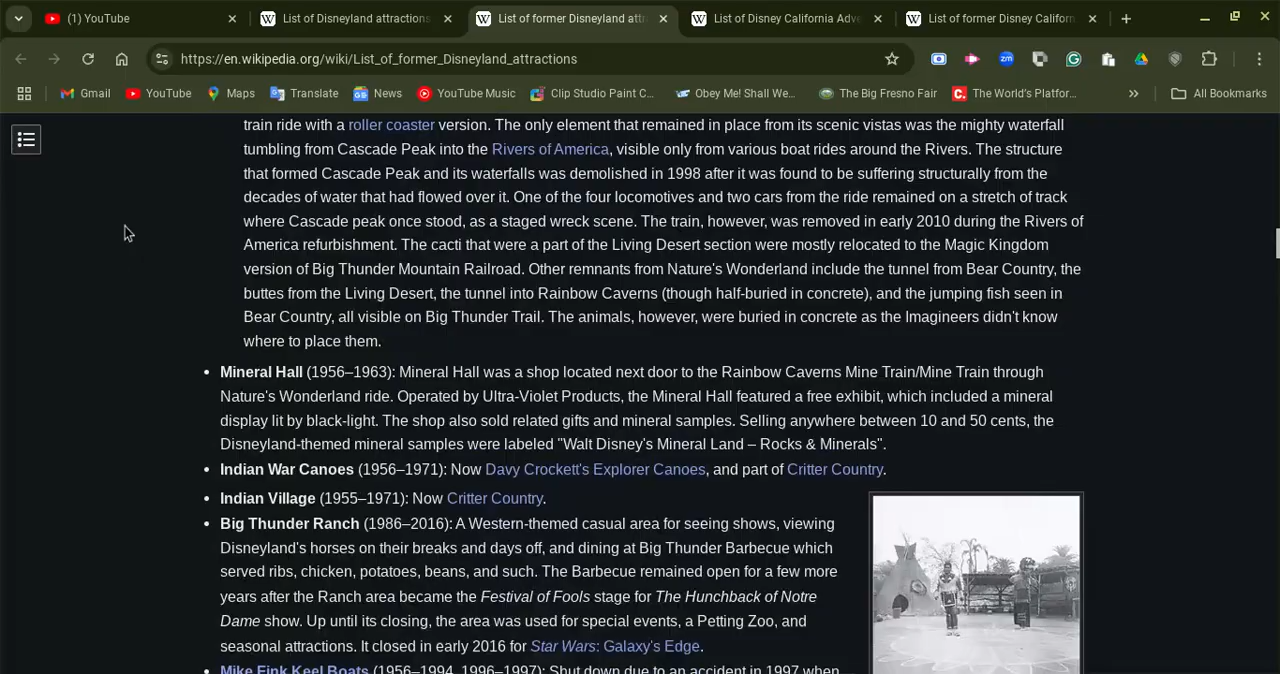 (1) YouTube
List of Disneyland attractions
List of former Disneyland attr
List of Disney California Adve
List of former Disney Californ
https://en.wikipedia.org/wiki/List_of_former_Disneyland_attractions
Gmail
YouTube
Maps
Translate
News
YouTube Music
Clip Studio Paint C...
Obey Me! Shall We...
The Big Fresno Fair
The World's Platfor...
All Bookmarks
train ride with a roller coaster version. The only element that remained in place from its scenic vistas was the mighty waterfall
tumbling from Cascade Peak into the Rivers of America, visible only from various boat rides around the Rivers. The structure
that formed Cascade Peak and its waterfalls was demolished in 1998 after it was found to be suffering structurally from the
decades of water that had flowed over it. One of the four locomotives and two cars from the ride remained on a stretch of track
where Cascade peak once stood, as a staged wreck scene. The train, however, was removed in early 2010 during the Rivers of
America refurbishment. The cacti that were a part of the Living Desert section were mostly relocated to the Magic Kingdom
version of Big Thunder Mountain Railroad. Other remnants from Nature's Wonderland include the tunnel from Bear Country, the
buttes from the Living Desert, the tunnel into Rainbow Caverns (though half-buried in concrete), and the jumping fish seen in
Bear Country, all visible on Big Thunder Trail. The animals, however, were buried in concrete as the Imagineers didn't know
where to place them.
• Mineral Hall (1956–1963): Mineral Hall was a shop located next door to the Rainbow Caverns Mine Train/Mine Train through
Nature's Wonderland ride. Operated by Ultra-Violet Products, the Mineral Hall featured a free exhibit, which included a mineral
display lit by black-light. The shop also sold related gifts and mineral samples. Selling anywhere between 10 and 50 cents, the
Disneyland-themed mineral samples were labeled "Walt Disney's Mineral Land – Rocks & Minerals".
• Indian War Canoes (1956–1971): Now Davy Crockett's Explorer Canoes, and part of Critter Country.
• Indian Village (1955–1971): Now Critter Country.
• Big Thunder Ranch (1986–2016): A Western-themed casual area for seeing shows, viewing
Disneyland's horses on their breaks and days off, and dining at Big Thunder Barbecue which
served ribs, chicken, potatoes, beans, and such. The Barbecue remained open for a few more
years after the Ranch area became the Festival of Fools stage for The Hunchback of Notre
Dame show. Up until its closing, the area was used for special events, a Petting Zoo, and
seasonal attractions. It closed in early 2016 for Star Wars: Galaxy's Edge.
• Mike Fink Keel Boats (1956–1994, 1996–1997): Shut down due to an accident in 1997 when